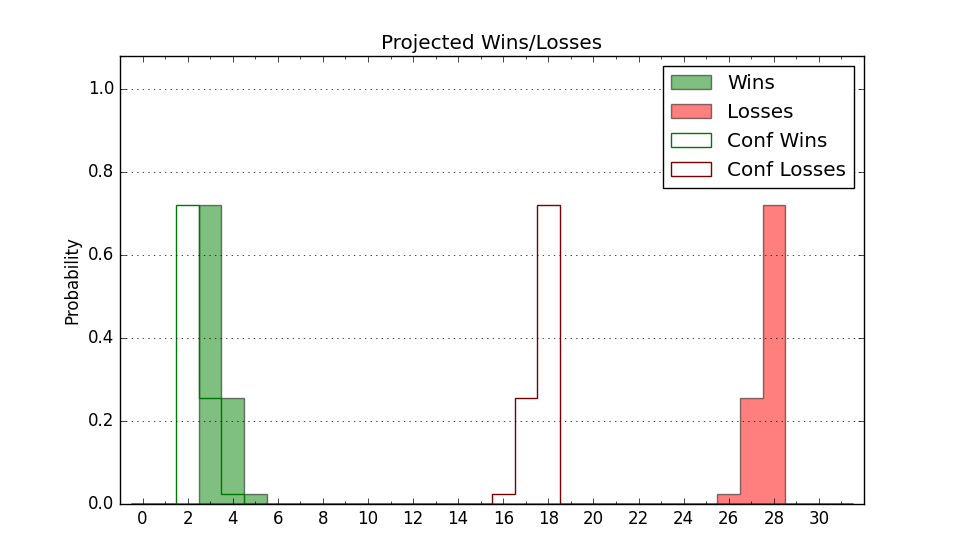 Projected Wins/Losses
1.0
0.8
0.6
0.4
0.2
0.0
Probability
Wins
Losses
Conf Wins
Conf Losses
0 2 4 6 8 10 12 14 16 18 20 22 24 26 28 30